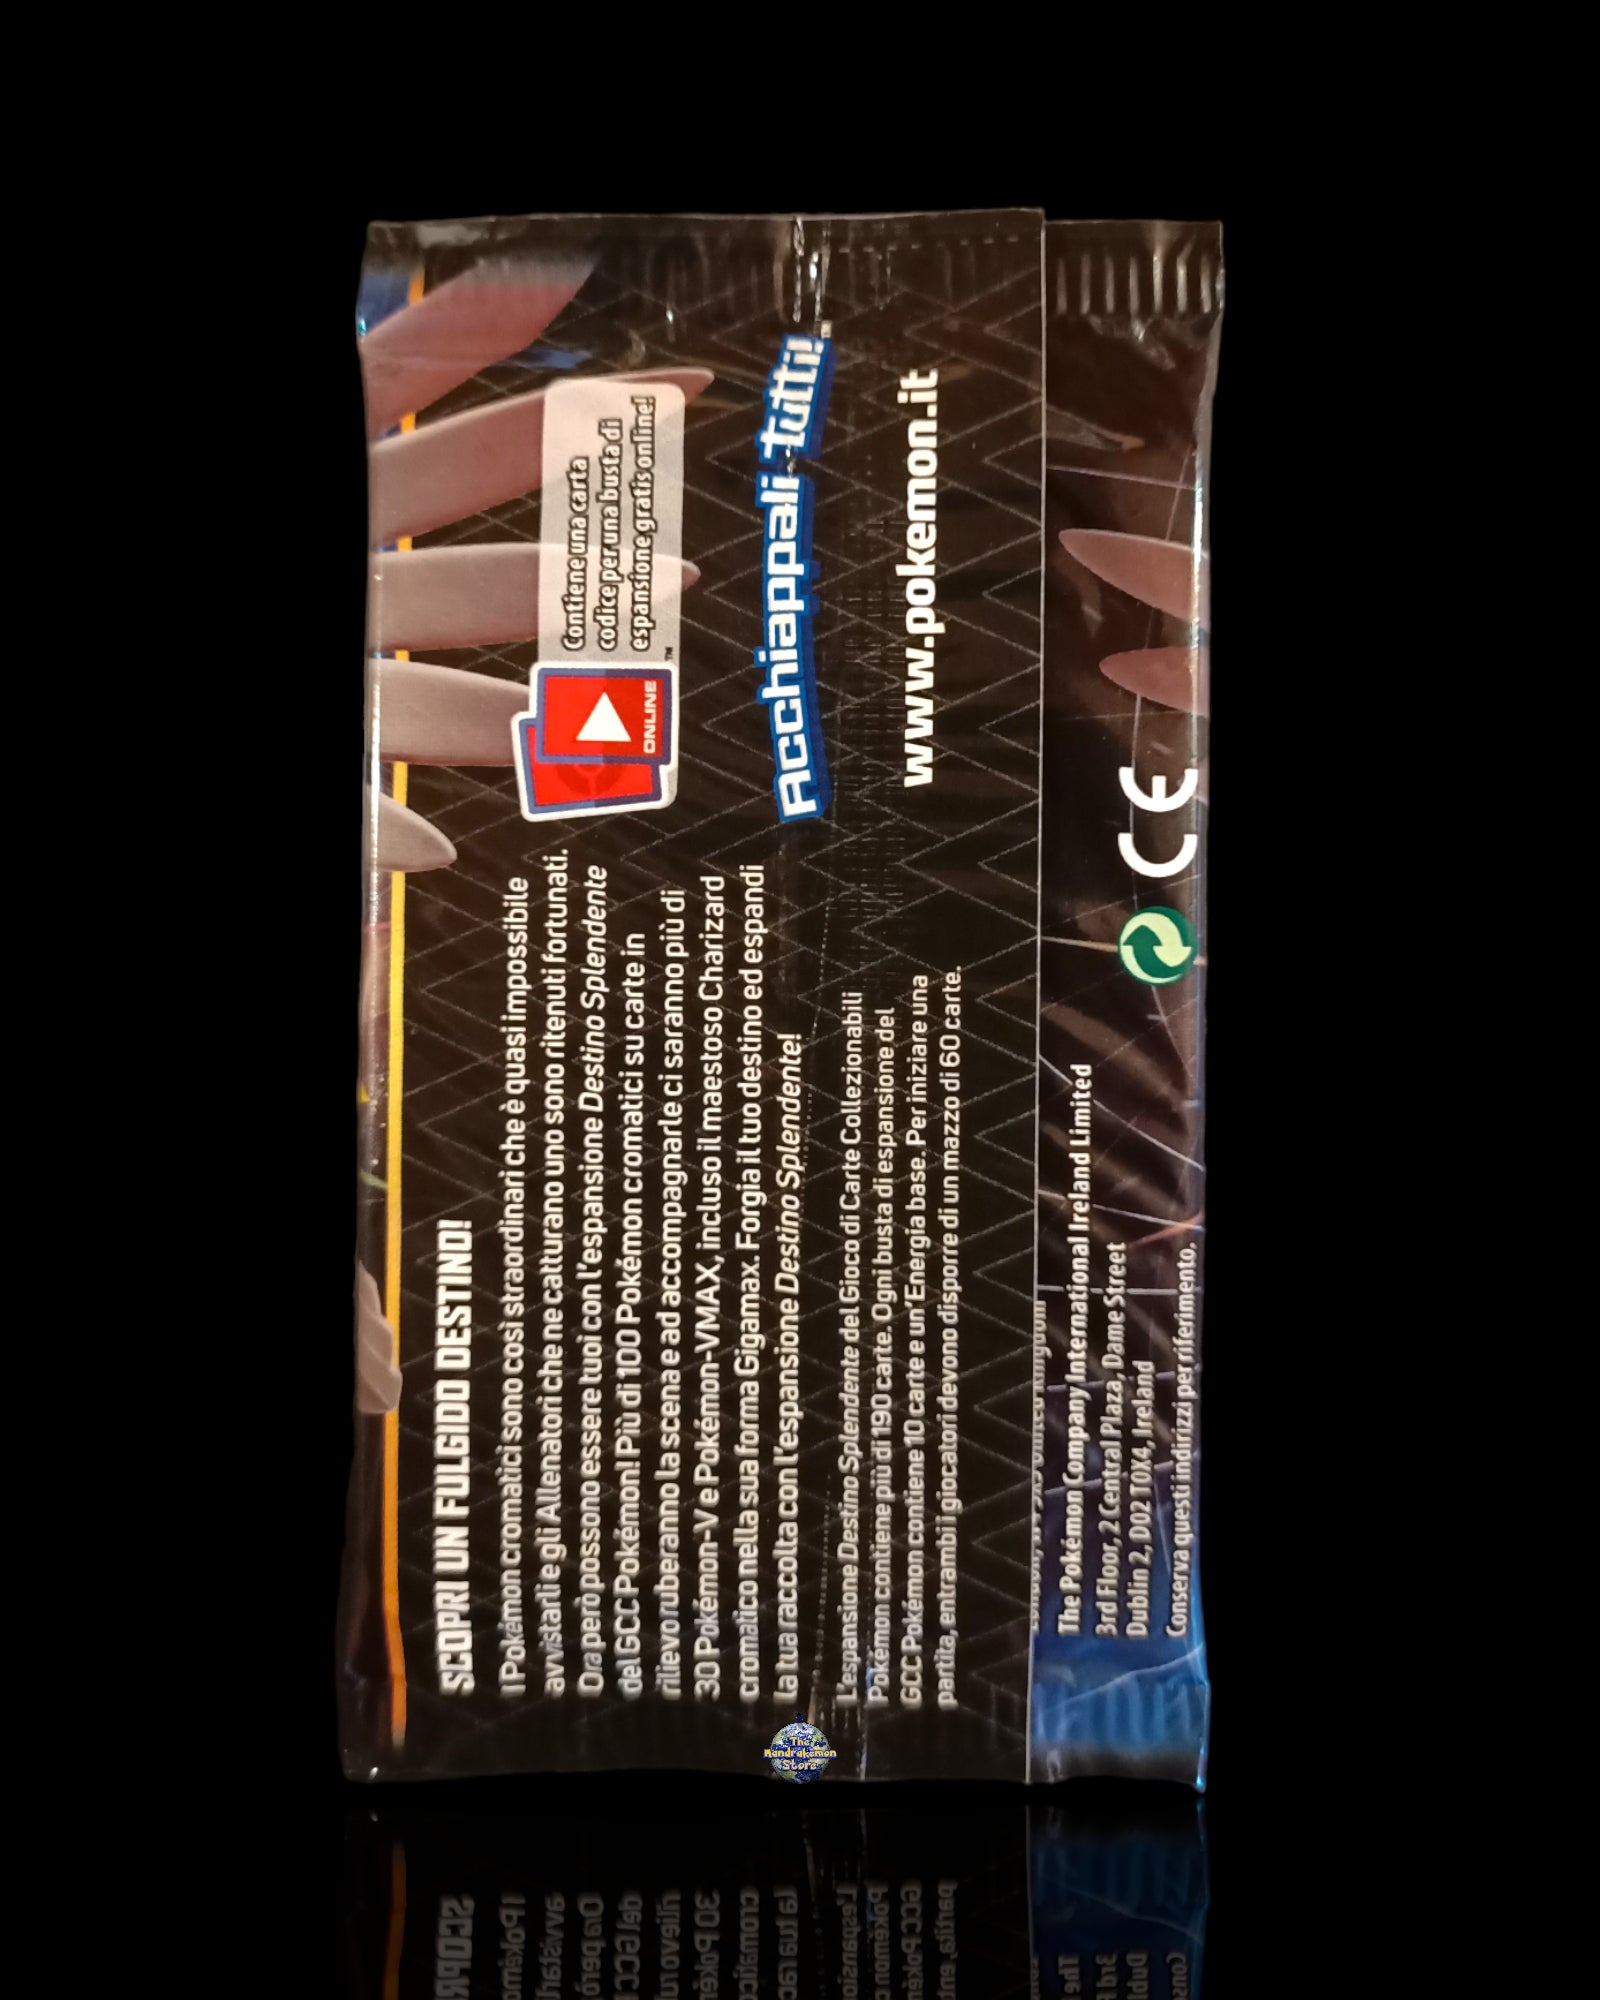 SCOPRI UN FULGIDO DESTINO!
I Pokémon cromatici sono così straordinari che è quasi impossibile
avvistarli e gli Allenatori che ne catturano uno sono ritenuti fortunati.
Ora però possono essere tuoi con l'espansione Destino Splendente
del GCC Pokémon! Più di 100 Pokémon cromatici su carte in
rilievo ruberanno la scena e ad accompagnarle ci saranno più di
30 Pokémon-V e Pokémon-VMAX, incluso il maestoso Charizard
cromatico nella sua forma Gigamax. Forgia il tuo destino ed espandi
la tua raccolta con l'espansione Destino Splendente!
L'espansione Destino Splendente del Gioco di Carte Collezionabili
Pokémon contiene più di 190 carte. Ogni busta di espansione del
GCC Pokémon contiene 10 carte e un'Energia base. Per iniziare una
partita, entrambi i giocatori devono disporre di un mazzo di 60 carte.
ONLINE
™
Contiene una carta
codice per una busta di
espansione gratis online!
Acchiappali tutti!™
www.pokemon.it
United Kingdom
The Pokémon Company International Ireland Limited
3rd Floor, 2 Central Plaza, Dame Street
Dublin 2, D02 T0X4, Ireland
Conserva questi indirizzi per riferimento.
CE
The
Mandrakemon
Store